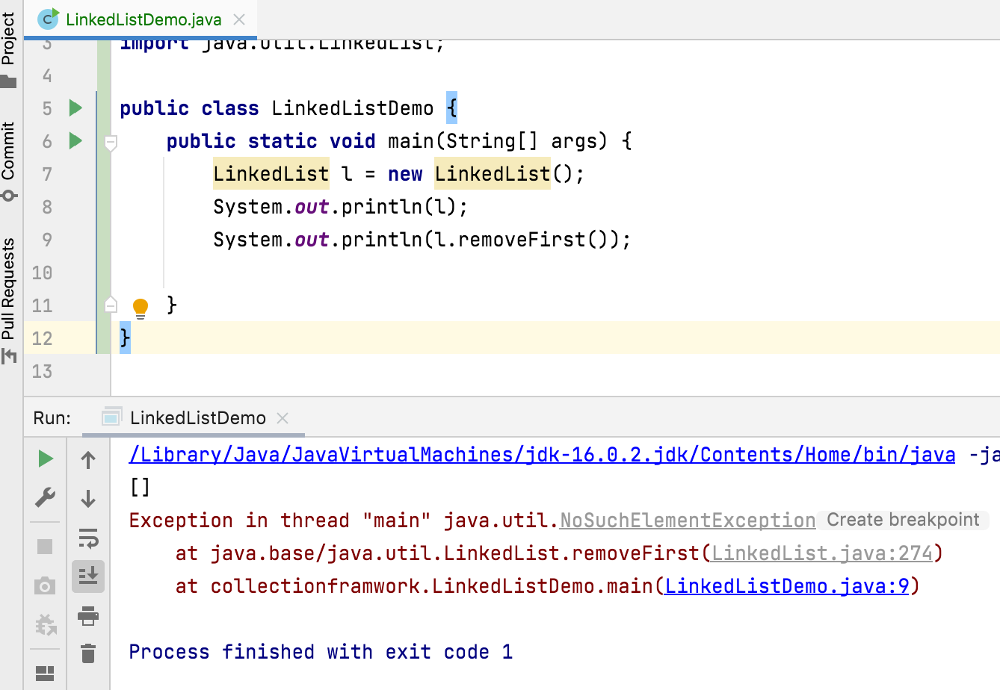 LinkedListDemo.java
Project
Commit
Pull Requests
3 import java.util.LinkedList;
4
5 public class LinkedListDemo {
6 public static void main(String[] args) {
7 LinkedList l = new LinkedList();
8 System.out.println(l);
9 System.out.println(l.removeFirst());
10
11 }
12 }
13
Run: LinkedListDemo
/Library/Java/JavaVirtualMachines/jdk-16.0.2.jdk/Contents/Home/bin/java -ja
[]
Exception in thread "main" java.util.NoSuchElementException Create breakpoint
at java.base/java.util.LinkedList.removeFirst(LinkedList.java:274)
at collectionframwork.LinkedListDemo.main(LinkedListDemo.java:9)
Process finished with exit code 1